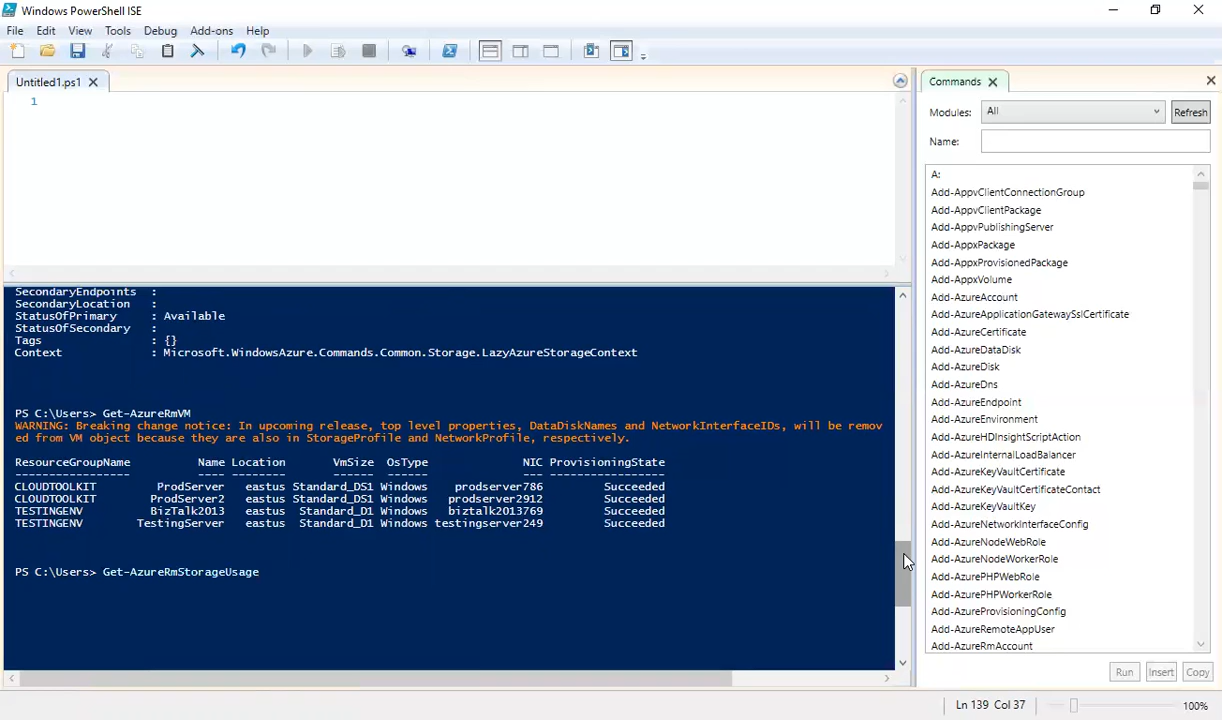 Windows PowerShell ISE
File Edit View Tools Debug Add-ons Help
Untitled1.ps1
1
SecondaryEndpoints :
SecondaryLocation :
StatusOfPrimary : Available
StatusOfSecondary :
Tags : {}
Context : Microsoft.WindowsAzure.Commands.Common.Storage.LazyAzureStorageContext
PS C:\Users> Get-AzureRmVM
WARNING: Breaking change notice: In upcoming release, top level properties, DataDiskNames and NetworkInterfaceIDs, will be remov
ed from VM object because they are also in StorageProfile and NetworkProfile, respectively.
ResourceGroupName Name Location VmSize OsType NIC ProvisioningState
----------------- ---- -------- ------ ------ --- -----------------
CLOUDTOOLKIT ProdServer eastus Standard_DS1 Windows prodserver786 Succeeded
CLOUDTOOLKIT ProdServer2 eastus Standard_DS1 Windows prodserver2912 Succeeded
TESTINGENV BizTalk2013 eastus Standard_D1 Windows biztalk2013769 Succeeded
TESTINGENV TestingServer eastus Standard_D1 Windows testingserver249 Succeeded
PS C:\Users> Get-AzureRmStorageUsage
Commands
Modules: All Refresh
Name:
A:
Add-AppvClientConnectionGroup
Add-AppvClientPackage
Add-AppvPublishingServer
Add-AppxPackage
Add-AppxProvisionedPackage
Add-AppxVolume
Add-AzureAccount
Add-AzureApplicationGatewaySslCertificate
Add-AzureCertificate
Add-AzureDataDisk
Add-AzureDisk
Add-AzureDns
Add-AzureEndpoint
Add-AzureEnvironment
Add-AzureHDInsightScriptAction
Add-AzureInternalLoadBalancer
Add-AzureKeyVaultCertificate
Add-AzureKeyVaultCertificateContact
Add-AzureKeyVaultKey
Add-AzureNetworkInterfaceConfig
Add-AzureNodeWebRole
Add-AzureNodeWorkerRole
Add-AzurePHPWebRole
Add-AzurePHPWorkerRole
Add-AzureProvisioningConfig
Add-AzureRemoteAppUser
Add-AzureRmAccount
Run Insert Copy
Ln 139 Col 37 100%